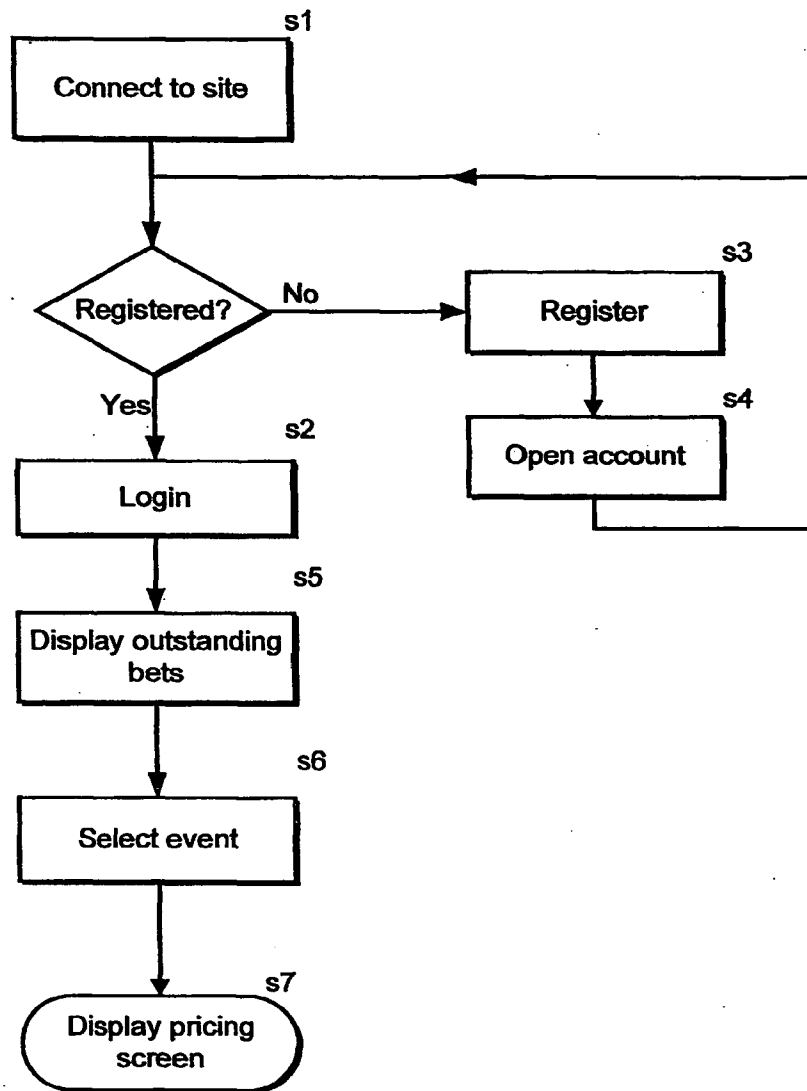 s1
Connect to site
Registered?
No
s3
Register
s4
Open account
Yes
s2
Login
s5
Display outstanding
bets
s6
Select event
s7
Display pricing
screen